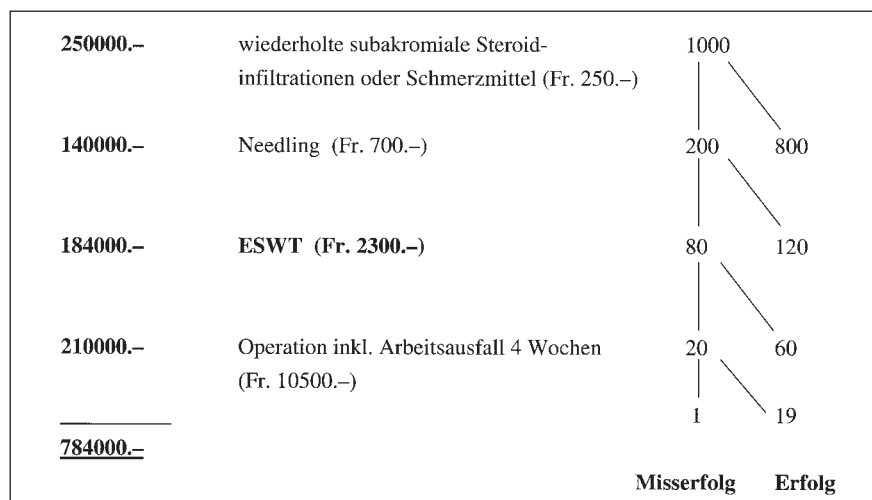 250000.– wiederholte subakromiale Steroid- 1000
infiltrationen oder Schmerzmittel (Fr. 250.–)
140000.– Needling (Fr. 700.–) 200 800
184000.– ESWT (Fr. 2300.–) 80 120
210000.– Operation inkl. Arbeitsausfall 4 Wochen 20 60
(Fr. 10500.–)
1 19
784000.–
Misserfolg Erfolg